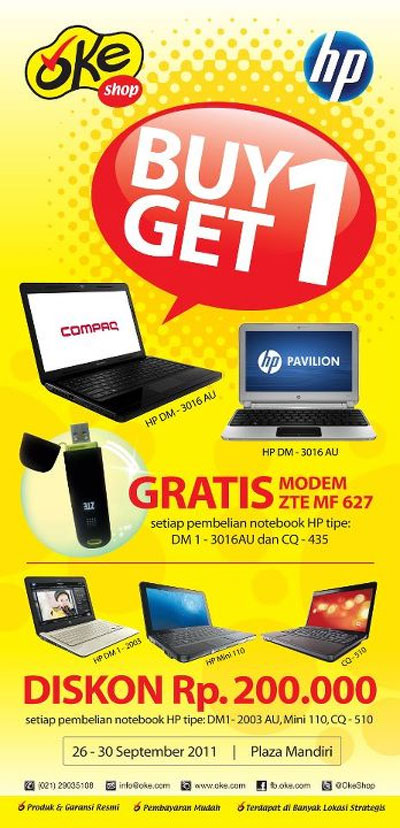 oke
shop
hp
BUY 1
GET 1
COMPAQ
hp PAVILION
HP DM - 3016 AU
HP DM - 3016 AU
ZTE
GRATIS MODEM
ZTE MF 627
setiap pembelian notebook HP tipe:
DM 1 - 3016AU dan CQ - 435
HP DM 1 - 2003
HP Mini 110
CQ - 510
DISKON Rp. 200.000
setiap pembelian notebook HP tipe: DM1- 2003 AU, Mini 110, CQ - 510
26 - 30 September 2011 | Plaza Mandiri
(021) 29035108 info@oke.com www.oke.com fb.oke.com @OkeShop
Produk & Garansi Resmi Pembayaran Mudah Terdapat di Banyak Lokasi Strategis